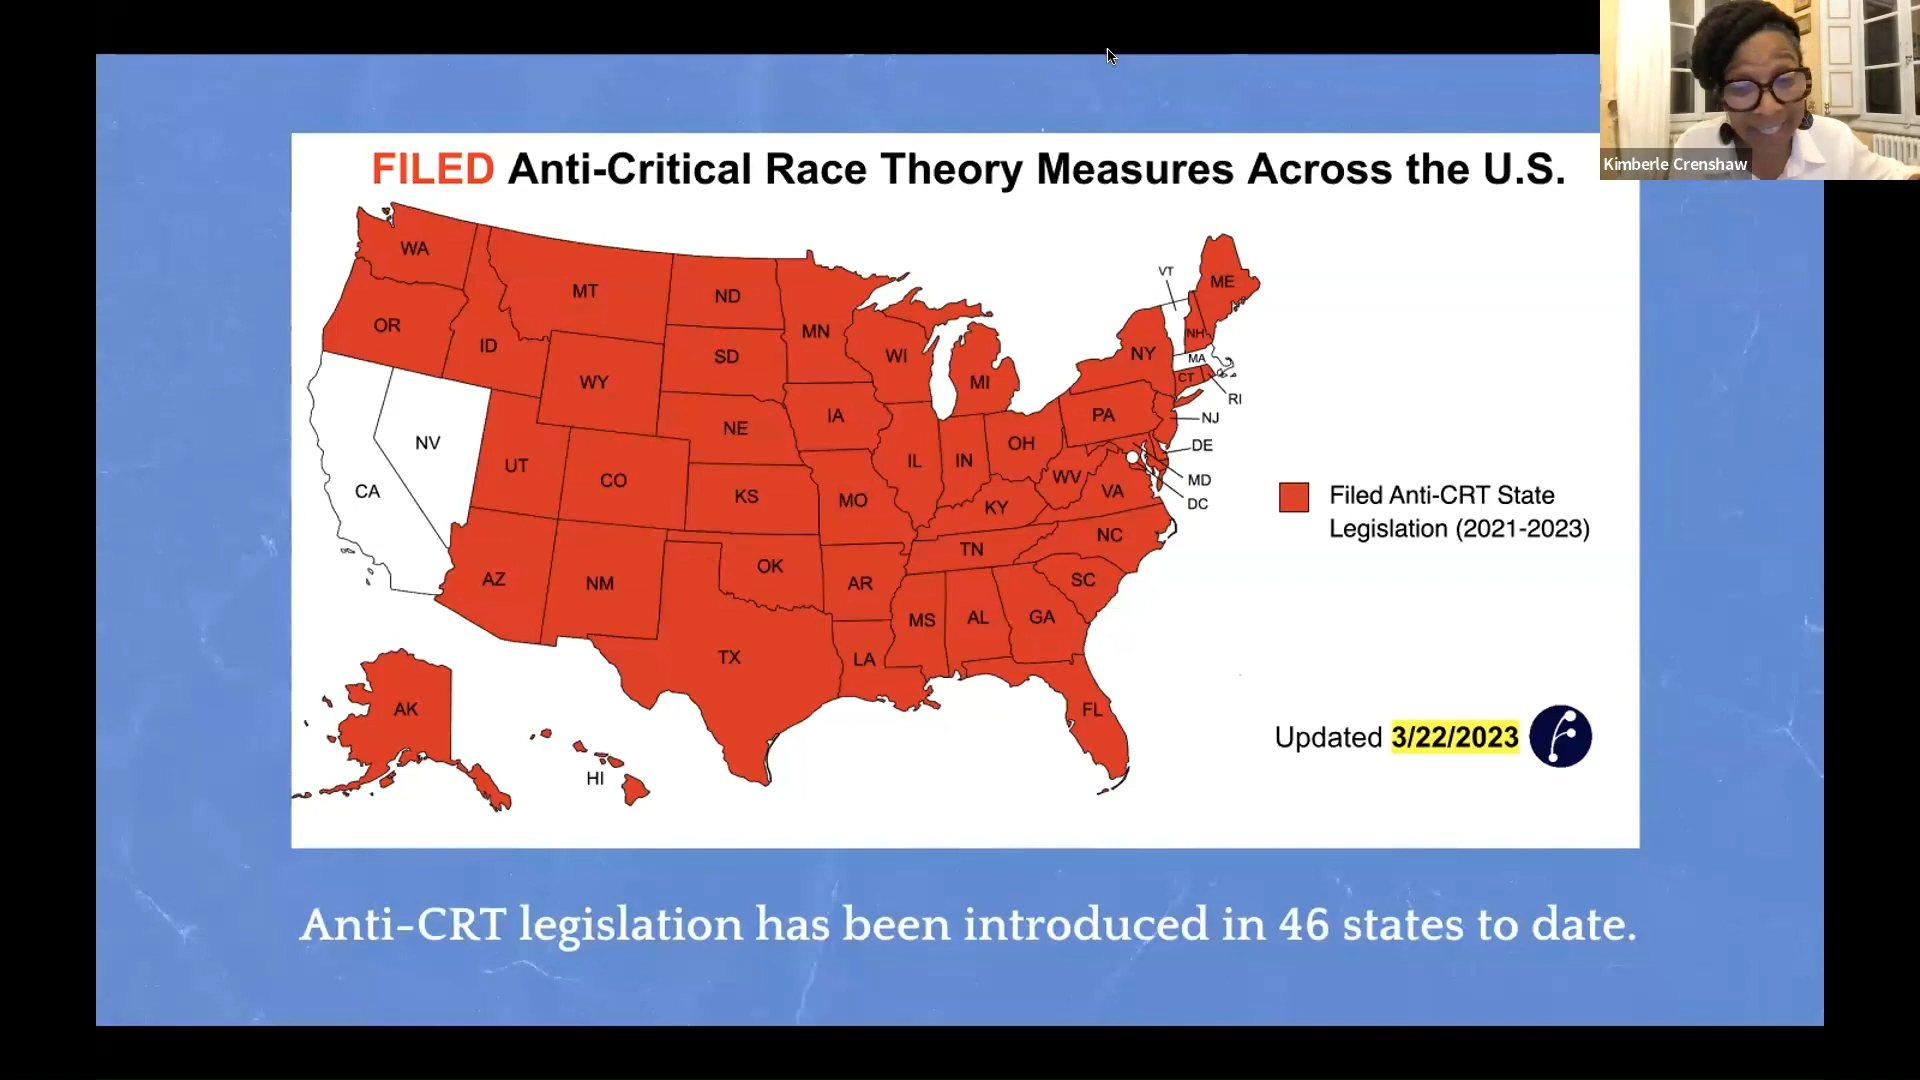 Kimberle Crenshaw
FILED Anti-Critical Race Theory Measures Across the U.S.
WA
MT
ND
MN
OR
ID
SD
WI
MI
WY
VT
ME
NH
NY
MA
CT
RI
NV
UT
CO
NE
IA
PA
NJ
DE
OH
IL
IN
WV
VA
MD
DC
CA
KS
MO
KY
Filed Anti-CRT State
Legislation (2021-2023)
AZ
NM
OK
AR
TN
NC
SC
MS
AL
GA
TX
LA
FL
AK
HI
Updated 3/22/2023
Anti-CRT legislation has been introduced in 46 states to date.